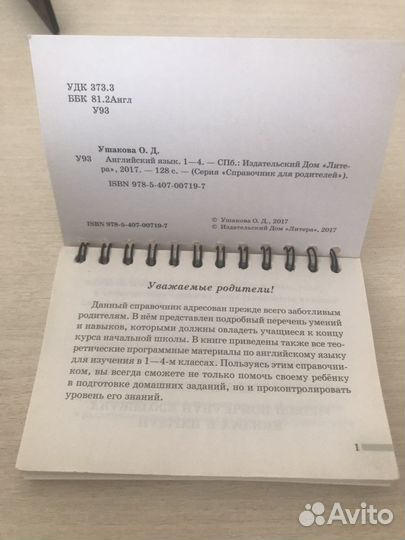 УДК 373.3
ББК 81.2Англ
У93
Ушакова О. Д.
У93 Английский язык. 1—4. — СПб.: Издательский Дом «Лите-
ра», 2017. — 128 с. — (Серия «Справочник для родителей»).
ISBN 978-5-407-00719-7
© Ушакова О. Д., 2017
ISBN 978-5-407-00719-7
© Издательский Дом «Литера», 2017
Уважаемые родители!
Данный справочник адресован прежде всего заботливым
родителям. В нём представлен подробный перечень умений
и навыков, которыми должны овладеть учащиеся к концу
курса начальной школы. В книге приведены также все тео-
ретические программные материалы по английскому языку
для изучения в 1—4-м классах. Пользуясь этим справочни-
ком, вы всегда сможете не только помочь своему ребёнку
в подготовке домашних заданий, но и проконтролировать
уровень его знаний.
1
Avito